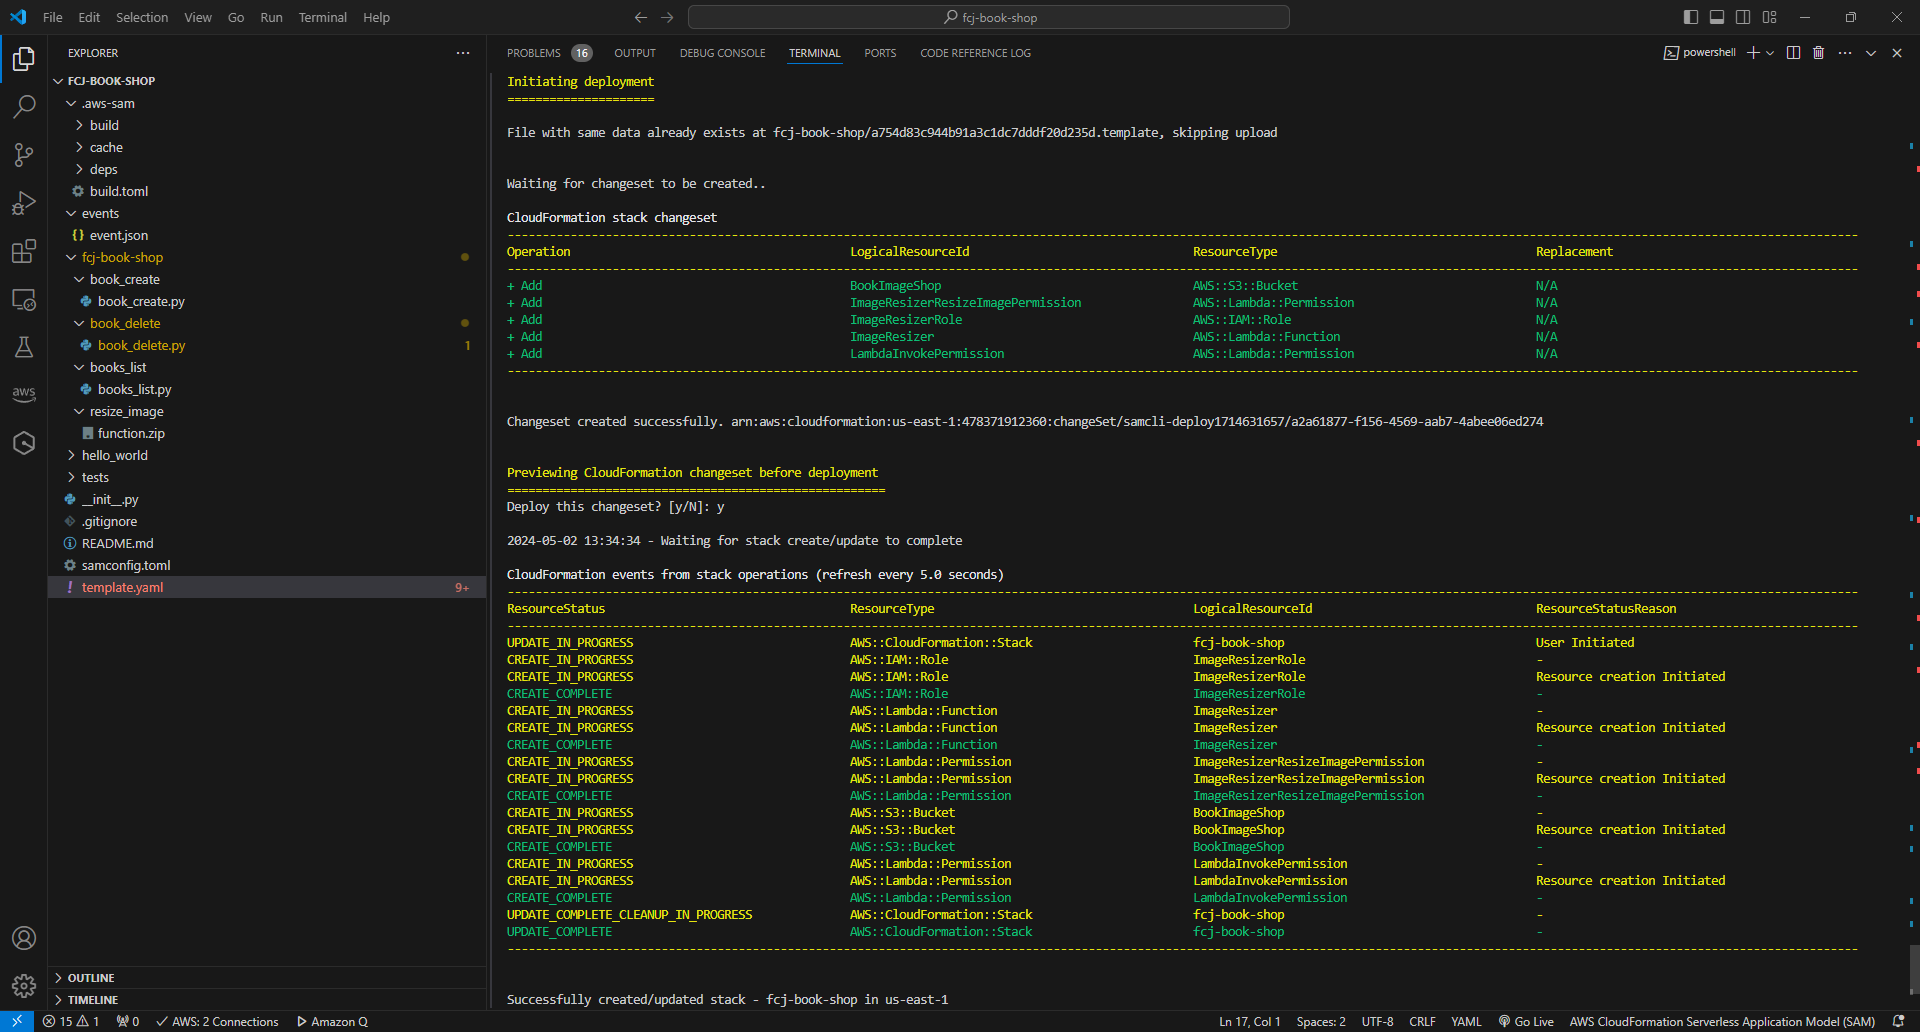 File Edit Selection View Go Run Terminal Help
fcj-book-shop
EXPLORER
FCJ-BOOK-SHOP
.aws-sam
build
cache
deps
build.toml
events
{} event.json
fcj-book-shop
book_create
book_create.py
book_delete
book_delete.py 1
books_list
books_list.py
resize_image
function.zip
hello_world
tests
__init__.py
.gitignore
README.md
samconfig.toml
! template.yaml 9+
OUTLINE
TIMELINE
aws
PROBLEMS 16 OUTPUT DEBUG CONSOLE TERMINAL PORTS CODE REFERENCE LOG
powershell
Initiating deployment
=====================
File with same data already exists at fcj-book-shop/a754d83c944b91a3c1dc7dddf20d235d.template, skipping upload
Waiting for changeset to be created..
CloudFormation stack changeset
Operation LogicalResourceId ResourceType Replacement
+ Add BookImageShop AWS::S3::Bucket N/A
+ Add ImageResizerResizeImagePermission AWS::Lambda::Permission N/A
+ Add ImageResizerRole AWS::IAM::Role N/A
+ Add ImageResizer AWS::Lambda::Function N/A
+ Add LambdaInvokePermission AWS::Lambda::Permission N/A
Changeset created successfully. arn:aws:cloudformation:us-east-1:478371912360:changeSet/samcli-deploy1714631657/a2a61877-f156-4569-aab7-4abee06ed274
Previewing CloudFormation changeset before deployment
======================================================
Deploy this changeset? [y/N]: y
2024-05-02 13:34:34 - Waiting for stack create/update to complete
CloudFormation events from stack operations (refresh every 5.0 seconds)
ResourceStatus ResourceType LogicalResourceId ResourceStatusReason
UPDATE_IN_PROGRESS AWS::CloudFormation::Stack fcj-book-shop User Initiated
CREATE_IN_PROGRESS AWS::IAM::Role ImageResizerRole -
CREATE_IN_PROGRESS AWS::IAM::Role ImageResizerRole Resource creation Initiated
CREATE_COMPLETE AWS::IAM::Role ImageResizerRole -
CREATE_IN_PROGRESS AWS::Lambda::Function ImageResizer -
CREATE_IN_PROGRESS AWS::Lambda::Function ImageResizer Resource creation Initiated
CREATE_COMPLETE AWS::Lambda::Function ImageResizer -
CREATE_IN_PROGRESS AWS::Lambda::Permission ImageResizerResizeImagePermission -
CREATE_IN_PROGRESS AWS::Lambda::Permission ImageResizerResizeImagePermission Resource creation Initiated
CREATE_COMPLETE AWS::Lambda::Permission ImageResizerResizeImagePermission -
CREATE_IN_PROGRESS AWS::S3::Bucket BookImageShop -
CREATE_IN_PROGRESS AWS::S3::Bucket BookImageShop Resource creation Initiated
CREATE_COMPLETE AWS::S3::Bucket BookImageShop -
CREATE_IN_PROGRESS AWS::Lambda::Permission LambdaInvokePermission -
CREATE_IN_PROGRESS AWS::Lambda::Permission LambdaInvokePermission Resource creation Initiated
CREATE_COMPLETE AWS::Lambda::Permission LambdaInvokePermission -
UPDATE_COMPLETE_CLEANUP_IN_PROGRESS AWS::CloudFormation::Stack fcj-book-shop -
UPDATE_COMPLETE AWS::CloudFormation::Stack fcj-book-shop -
Successfully created/updated stack - fcj-book-shop in us-east-1
15 1 0 AWS: 2 Connections Amazon Q Ln 17, Col 1 Spaces: 2 UTF-8 CRLF YAML Go Live AWS CloudFormation Serverless Application Model (SAM)